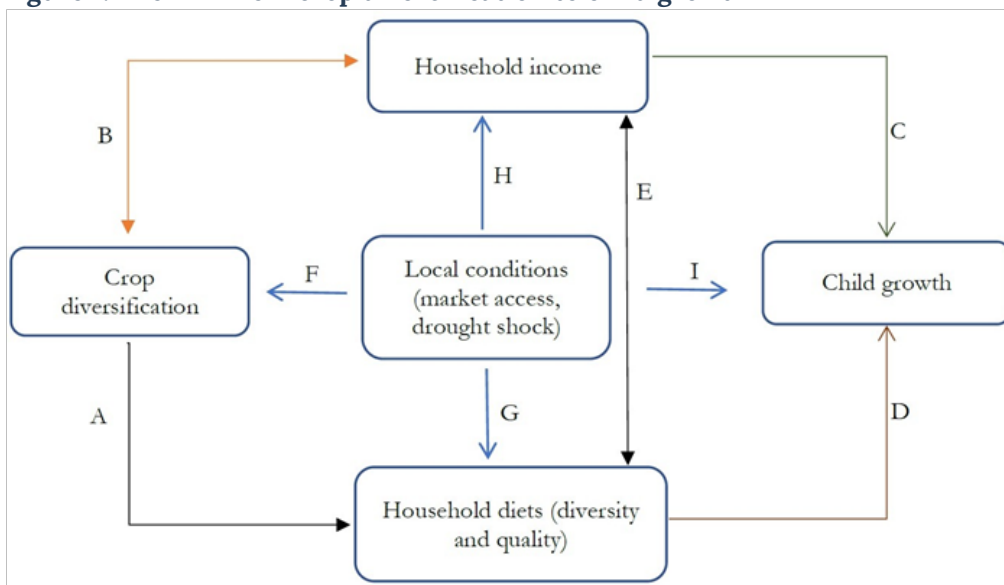 Household income
B
C
H
E
Crop
diversification
F
Local conditions
(market access,
drought shock)
I
Child growth
A
G
D
Household diets (diversity
and quality)